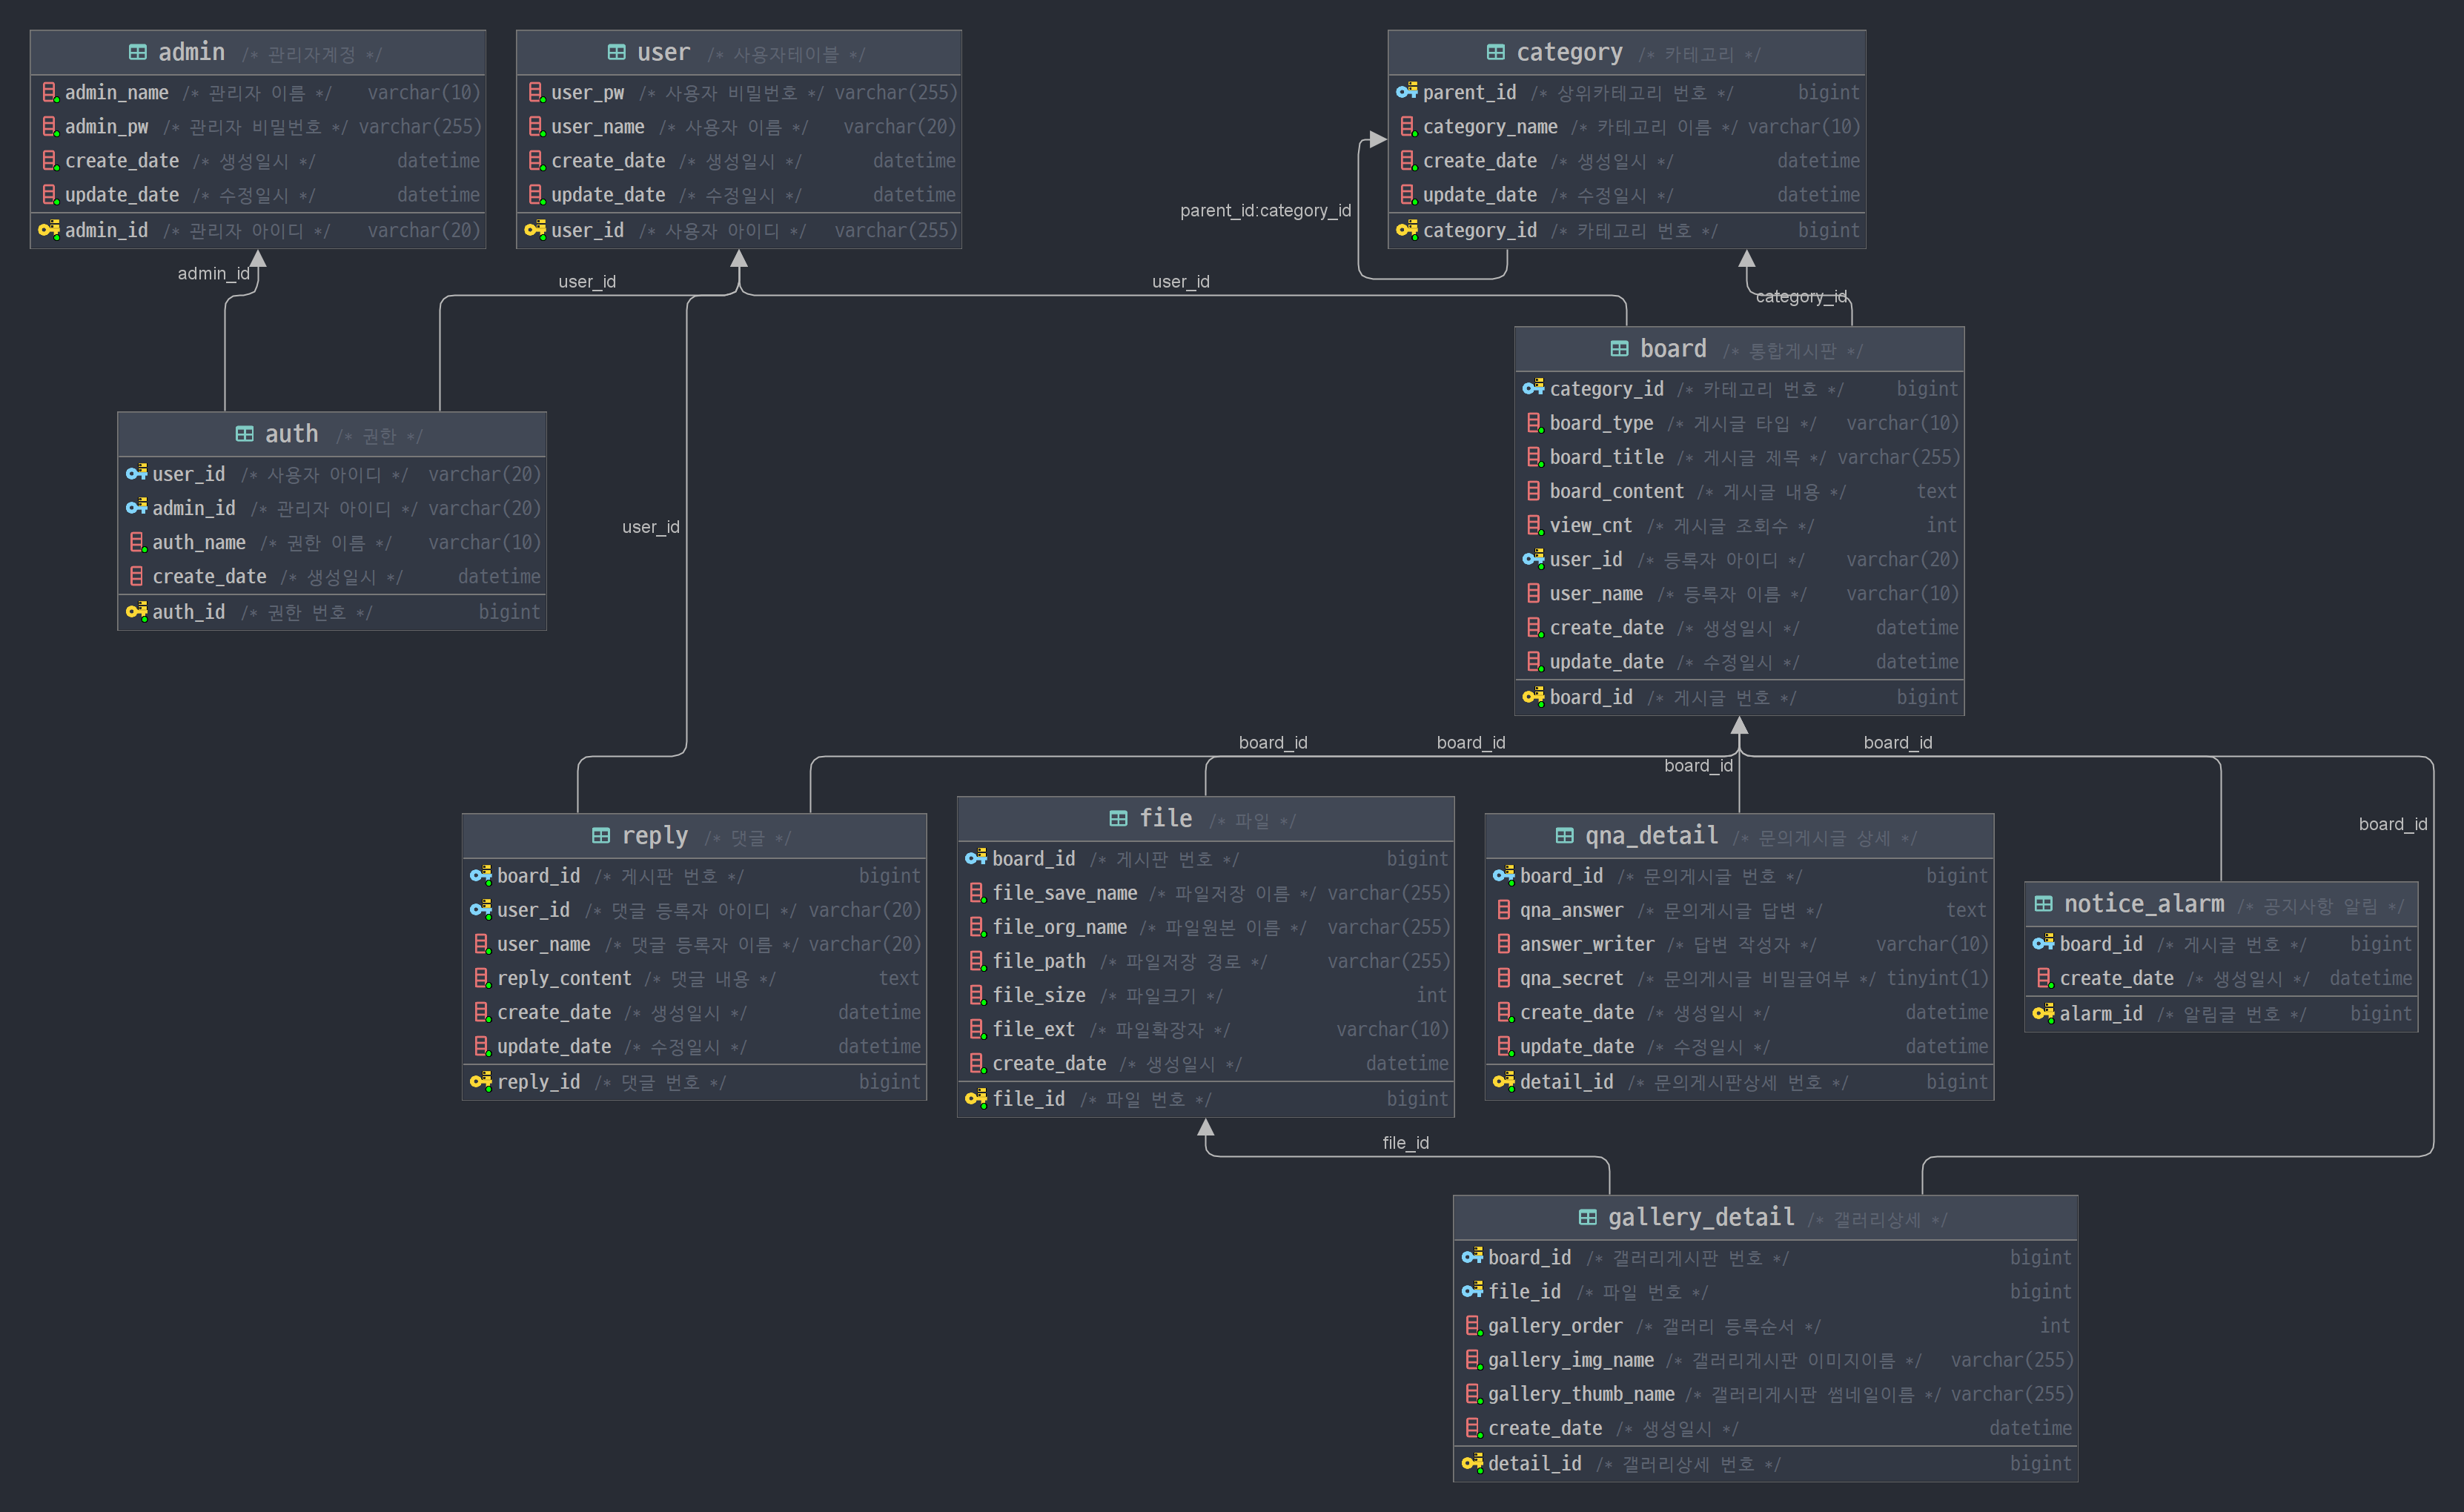 admin /* 관리자계정 */
admin_name /* 관리자 이름 */ varchar(10)
admin_pw /* 관리자 비밀번호 */ varchar(255)
create_date /* 생성일시 */ datetime
update_date /* 수정일시 */ datetime
admin_id /* 관리자 아이디 */ varchar(20)
user /* 사용자테이블 */
user_pw /* 사용자 비밀번호 */ varchar(255)
user_name /* 사용자 이름 */ varchar(20)
create_date /* 생성일시 */ datetime
update_date /* 수정일시 */ datetime
user_id /* 사용자 아이디 */ varchar(255)
category /* 카테고리 */
parent_id /* 상위카테고리 번호 */ bigint
category_name /* 카테고리 이름 */ varchar(10)
create_date /* 생성일시 */ datetime
update_date /* 수정일시 */ datetime
category_id /* 카테고리 번호 */ bigint
parent_id:category_id
admin_id
user_id
user_id
category_id
board /* 통합게시판 */
category_id /* 카테고리 번호 */ bigint
board_type /* 게시글 타입 */ varchar(10)
board_title /* 게시글 제목 */ varchar(255)
board_content /* 게시글 내용 */ text
view_cnt /* 게시글 조회수 */ int
user_id /* 등록자 아이디 */ varchar(20)
user_name /* 등록자 이름 */ varchar(10)
create_date /* 생성일시 */ datetime
update_date /* 수정일시 */ datetime
board_id /* 게시글 번호 */ bigint
auth /* 권한 */
user_id /* 사용자 아이디 */ varchar(20)
admin_id /* 관리자 아이디 */ varchar(20)
auth_name /* 권한 이름 */ varchar(10)
create_date /* 생성일시 */ datetime
auth_id /* 권한 번호 */ bigint
user_id
board_id
board_id
board_id
board_id
board_id
reply /* 댓글 */
board_id /* 게시판 번호 */ bigint
user_id /* 댓글 등록자 아이디 */ varchar(20)
user_name /* 댓글 등록자 이름 */ varchar(20)
reply_content /* 댓글 내용 */ text
create_date /* 생성일시 */ datetime
update_date /* 수정일시 */ datetime
reply_id /* 댓글 번호 */ bigint
file /* 파일 */
board_id /* 게시판 번호 */ bigint
file_save_name /* 파일저장 이름 */ varchar(255)
file_org_name /* 파일원본 이름 */ varchar(255)
file_path /* 파일저장 경로 */ varchar(255)
file_size /* 파일크기 */ int
file_ext /* 파일확장자 */ varchar(10)
create_date /* 생성일시 */ datetime
file_id /* 파일 번호 */ bigint
qna_detail /* 문의게시글 상세 */
board_id /* 문의게시글 번호 */ bigint
qna_answer /* 문의게시글 답변 */ text
answer_writer /* 답변 작성자 */ varchar(10)
qna_secret /* 문의게시글 비밀글여부 */ tinyint(1)
create_date /* 생성일시 */ datetime
update_date /* 수정일시 */ datetime
detail_id /* 문의게시판상세 번호 */ bigint
notice_alarm /* 공지사항 알림 */
board_id /* 게시글 번호 */ bigint
create_date /* 생성일시 */ datetime
alarm_id /* 알림글 번호 */ bigint
file_id
gallery_detail /* 갤러리상세 */
board_id /* 갤러리게시판 번호 */ bigint
file_id /* 파일 번호 */ bigint
gallery_order /* 갤러리 등록순서 */ int
gallery_img_name /* 갤러리게시판 이미지이름 */ varchar(255)
gallery_thumb_name /* 갤러리게시판 썸네일이름 */ varchar(255)
create_date /* 생성일시 */ datetime
detail_id /* 갤러리상세 번호 */ bigint